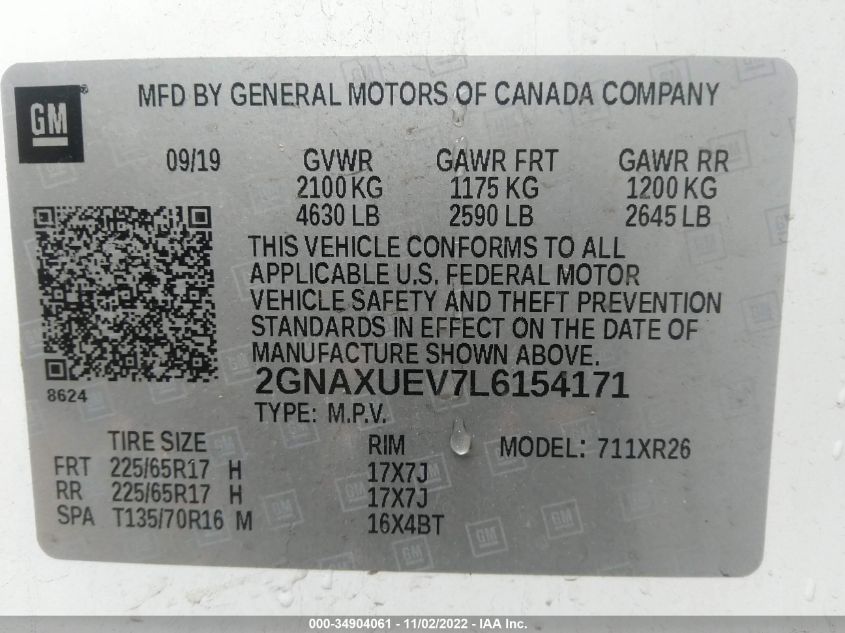 GM
MFD BY GENERAL MOTORS OF CANADA COMPANY
09/19 GVWR GAWR FRT GAWR RR
2100 KG 1175 KG 1200 KG
4630 LB 2590 LB 2645 LB
THIS VEHICLE CONFORMS TO ALL
APPLICABLE U.S. FEDERAL MOTOR
VEHICLE SAFETY AND THEFT PREVENTION
STANDARDS IN EFFECT ON THE DATE OF
MANUFACTURE SHOWN ABOVE.
8624 2GNAXUEV7L6154171
TYPE: M.P.V.
TIRE SIZE RIM MODEL: 711XR26
FRT 225/65R17 H 17X7J
RR 225/65R17 H 17X7J
SPA T135/70R16 M 16X4BT
000-34904061 - 11/02/2022 - IAA Inc.